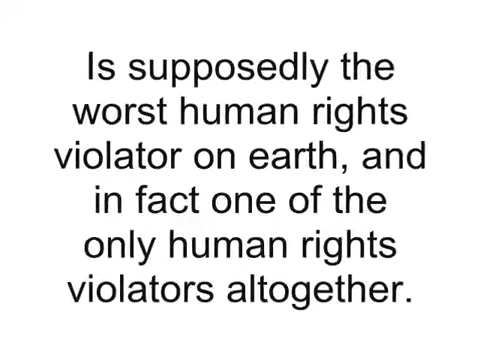 Is supposedly the
worst human rights
violator on earth, and
in fact one of the
only human rights
violators altogether.